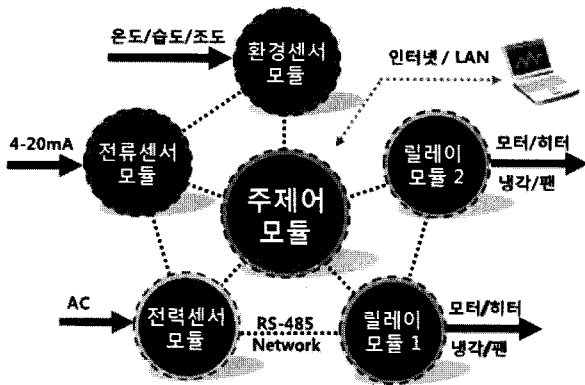 온도/습도/조도
환경센서
모듈
인터넷 / LAN
4-20mA
전류센서
모듈
릴레이
모듈 2
모터/히터
냉각/팬
주제어
모듈
AC
전력센서
모듈
RS-485
Network
릴레이
모듈 1
모터/히터
냉각/팬